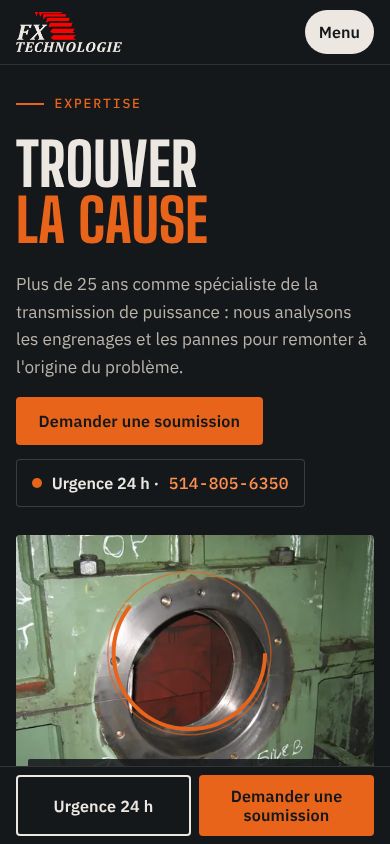 FX
TECHNOLOGIE
Menu
EXPERTISE
TROUVER
LA CAUSE
Plus de 25 ans comme spécialiste de la
transmission de puissance : nous analysons
les engrenages et les pannes pour remonter à
l'origine du problème.
Demander une soumission
Urgence 24 h · 514-805-6350
OP
Urgence 24 h
Demander une
soumission